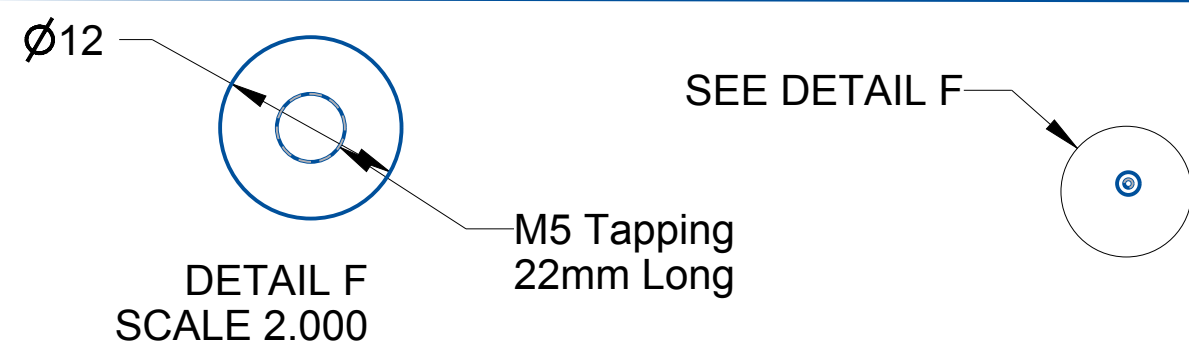 Ø12
SEE DETAIL F
M5 Tapping
22mm Long
DETAIL F
SCALE 2.000